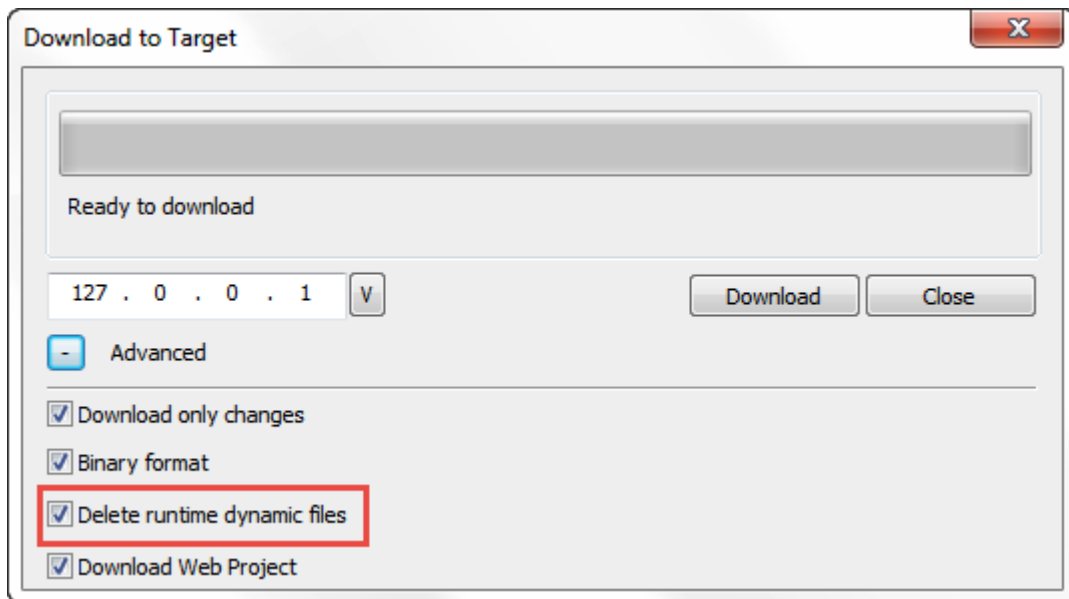 Download to Target
Ready to download
127 . 0 . 0 . 1 V Download Close
- Advanced
Download only changes
Binary format
Delete runtime dynamic files
Download Web Project